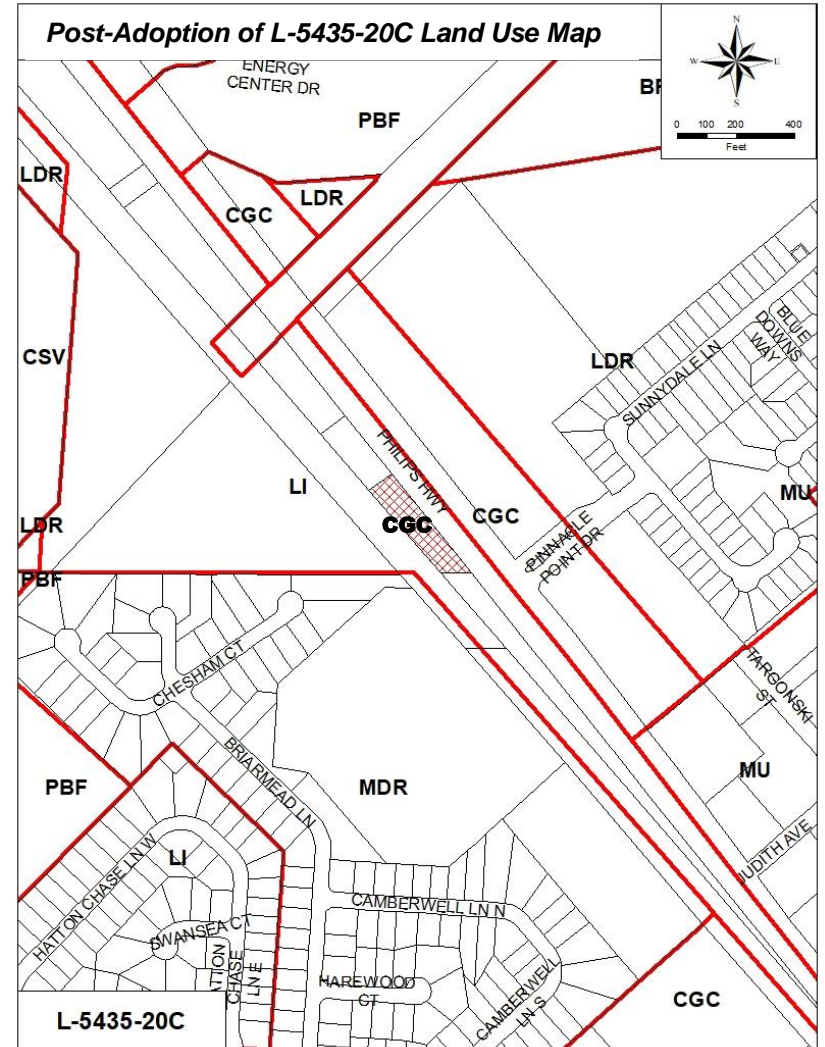 Post-Adoption of L-5435-20C Land Use Map
N
W
E
S
0 100 200 400
Feet
ENERGY
CENTER DR
PBF
LDR
LDR
CGC
CSV
LDR
BLUE
DOWNS
WAY
SUNNYDALE LN
PHILIPS HWY
LI
CGC
CGC
MU
PINNACLE
POINT DR
LDR
PBF
CHESHAM CT
TARGONSKI
ST
BRIARMEAD LN
PBF
MDR
MU
LI
JUDITH AVE
HATTON CHASE LN W
CAMBERWELL LN N
SWANSEA CT
CHASE
LN E
HAREWOOD
CT
CAMBERWELL
LN S
CGC
L-5435-20C